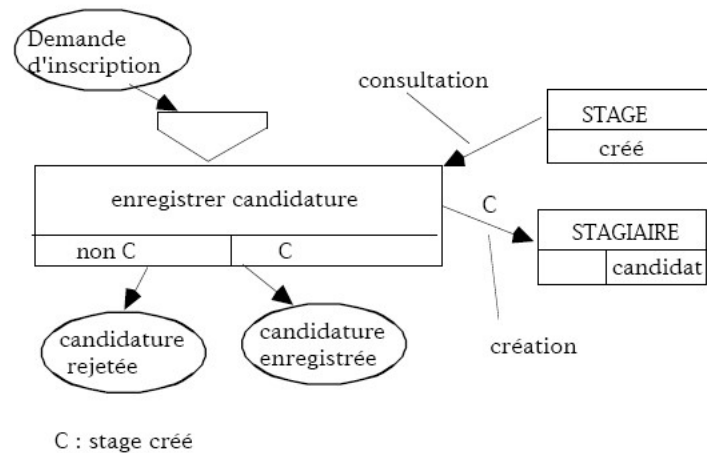 Demande
d'inscription
consultation
STAGE
créé
enregistrer candidature
C
STAGIAIRE
candidat
non C
C
candidature
rejetée
candidature
enregistrée
création
C : stage créé